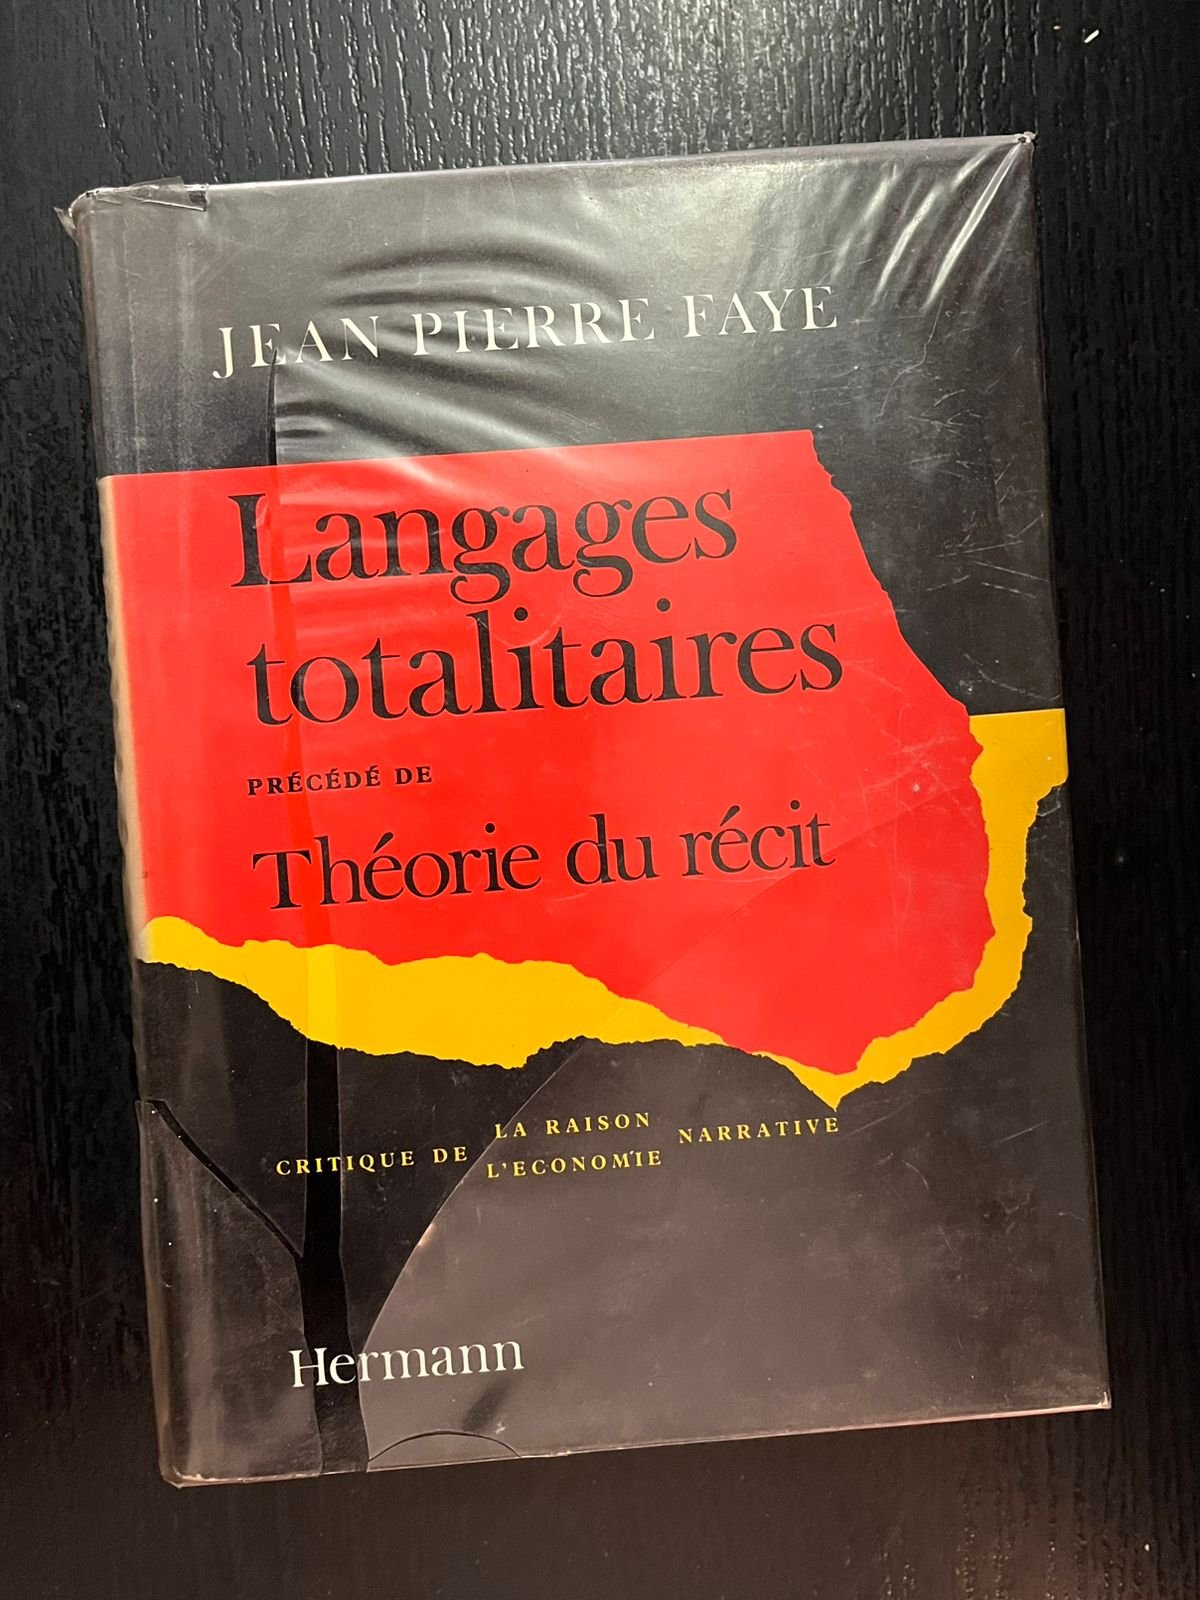 JEAN PIERRE FAYE
Langages
totalitaires
PRÉCÉDÉ DE
Théorie du récit
CRITIQUE DE LA RAISON NARRATIVE
L'ECONOMIE
Hermann